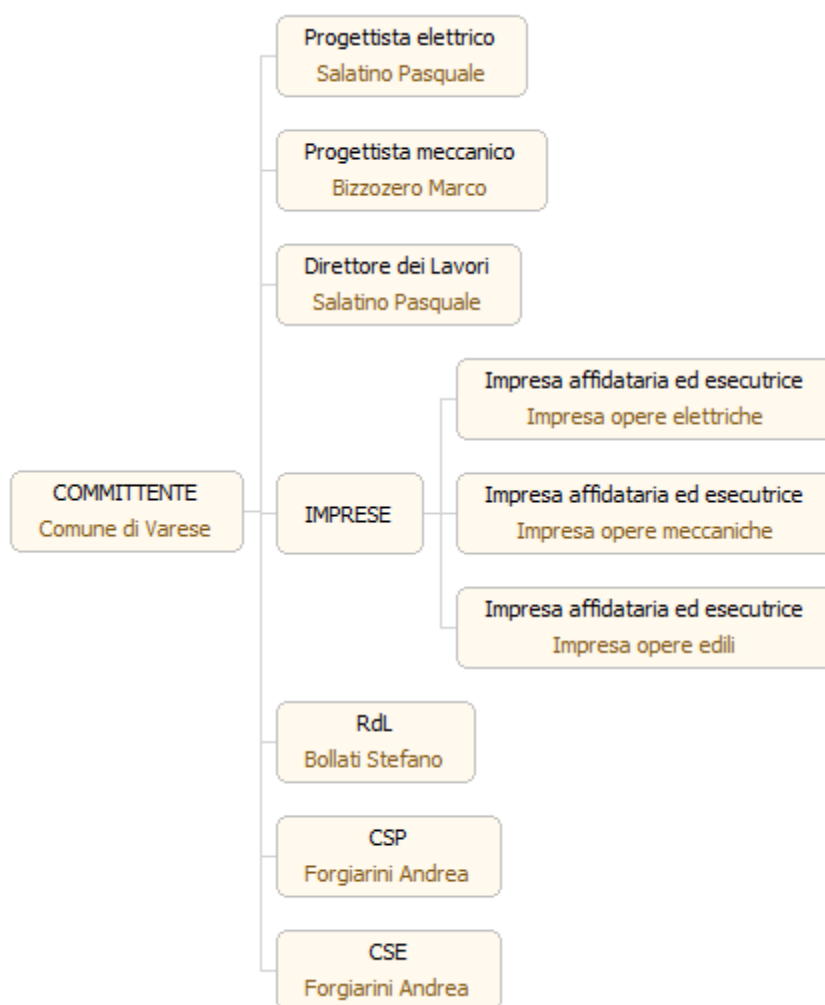 Progettista elettrico
Salatino Pasquale
Progettista meccanico
Bizzozero Marco
Direttore dei Lavori
Salatino Pasquale
Impresa affidataria ed esecutrice
Impresa opere elettriche
COMMITTENTE
Comune di Varese
IMPRESE
Impresa affidataria ed esecutrice
Impresa opere meccaniche
Impresa affidataria ed esecutrice
Impresa opere edili
RdL
Bollati Stefano
CSP
Forgiarini Andrea
CSE
Forgiarini Andrea